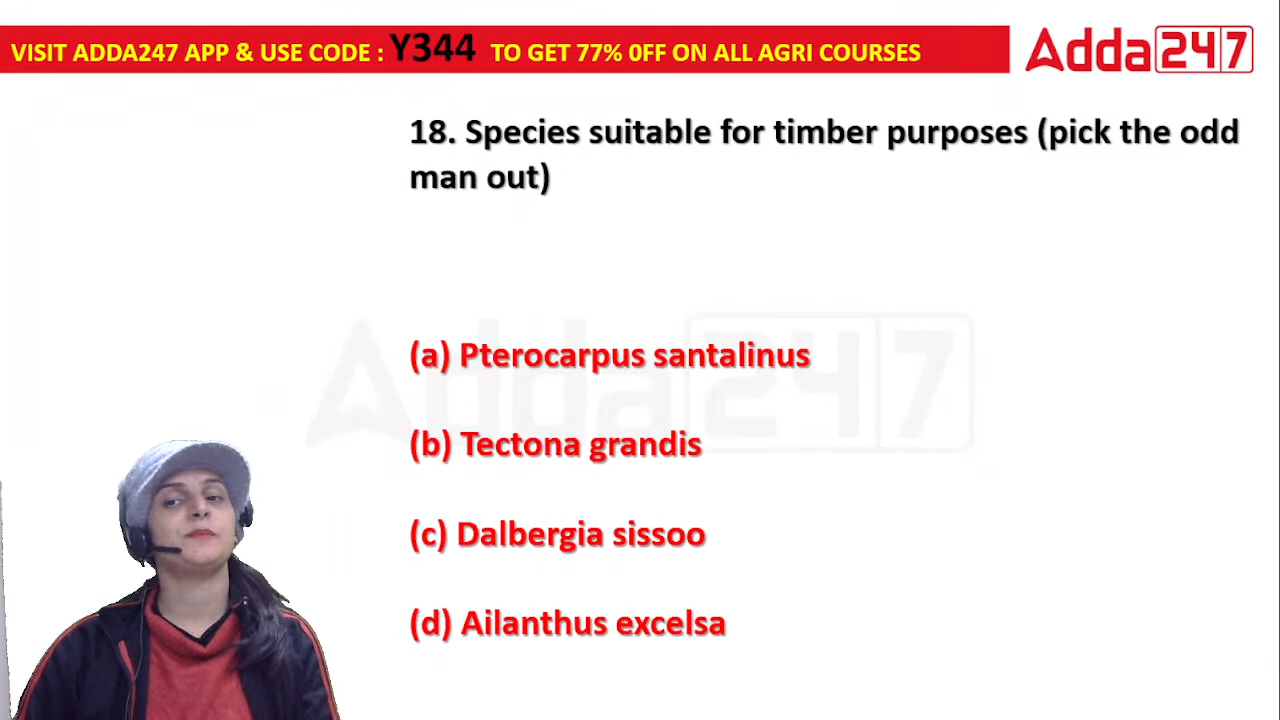 VISIT ADDA247 APP & USE CODE : Y344 TO GET 77% 0FF ON ALL AGRI COURSES
Adda247
18. Species suitable for timber purposes (pick the odd
man out)
Adda247
(a) Pterocarpus santalinus
(b) Tectona grandis
(c) Dalbergia sissoo
(d) Ailanthus excelsa